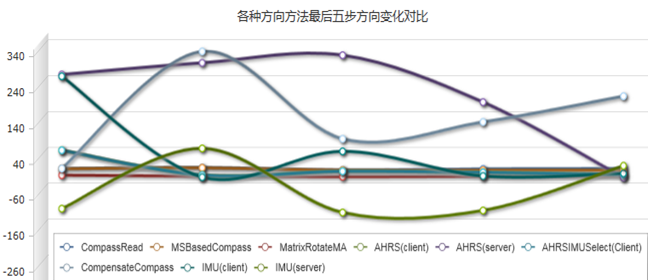 各种方向方法最后五步方向变化对比
340
240
140
40
-60
-160
-260
CompassRead MSBasedCompass MatrixRotateMA AHRS(client) AHRS(server) AHRSIMUSelect(Client)
CompensateCompass IMU(client) IMU(server)